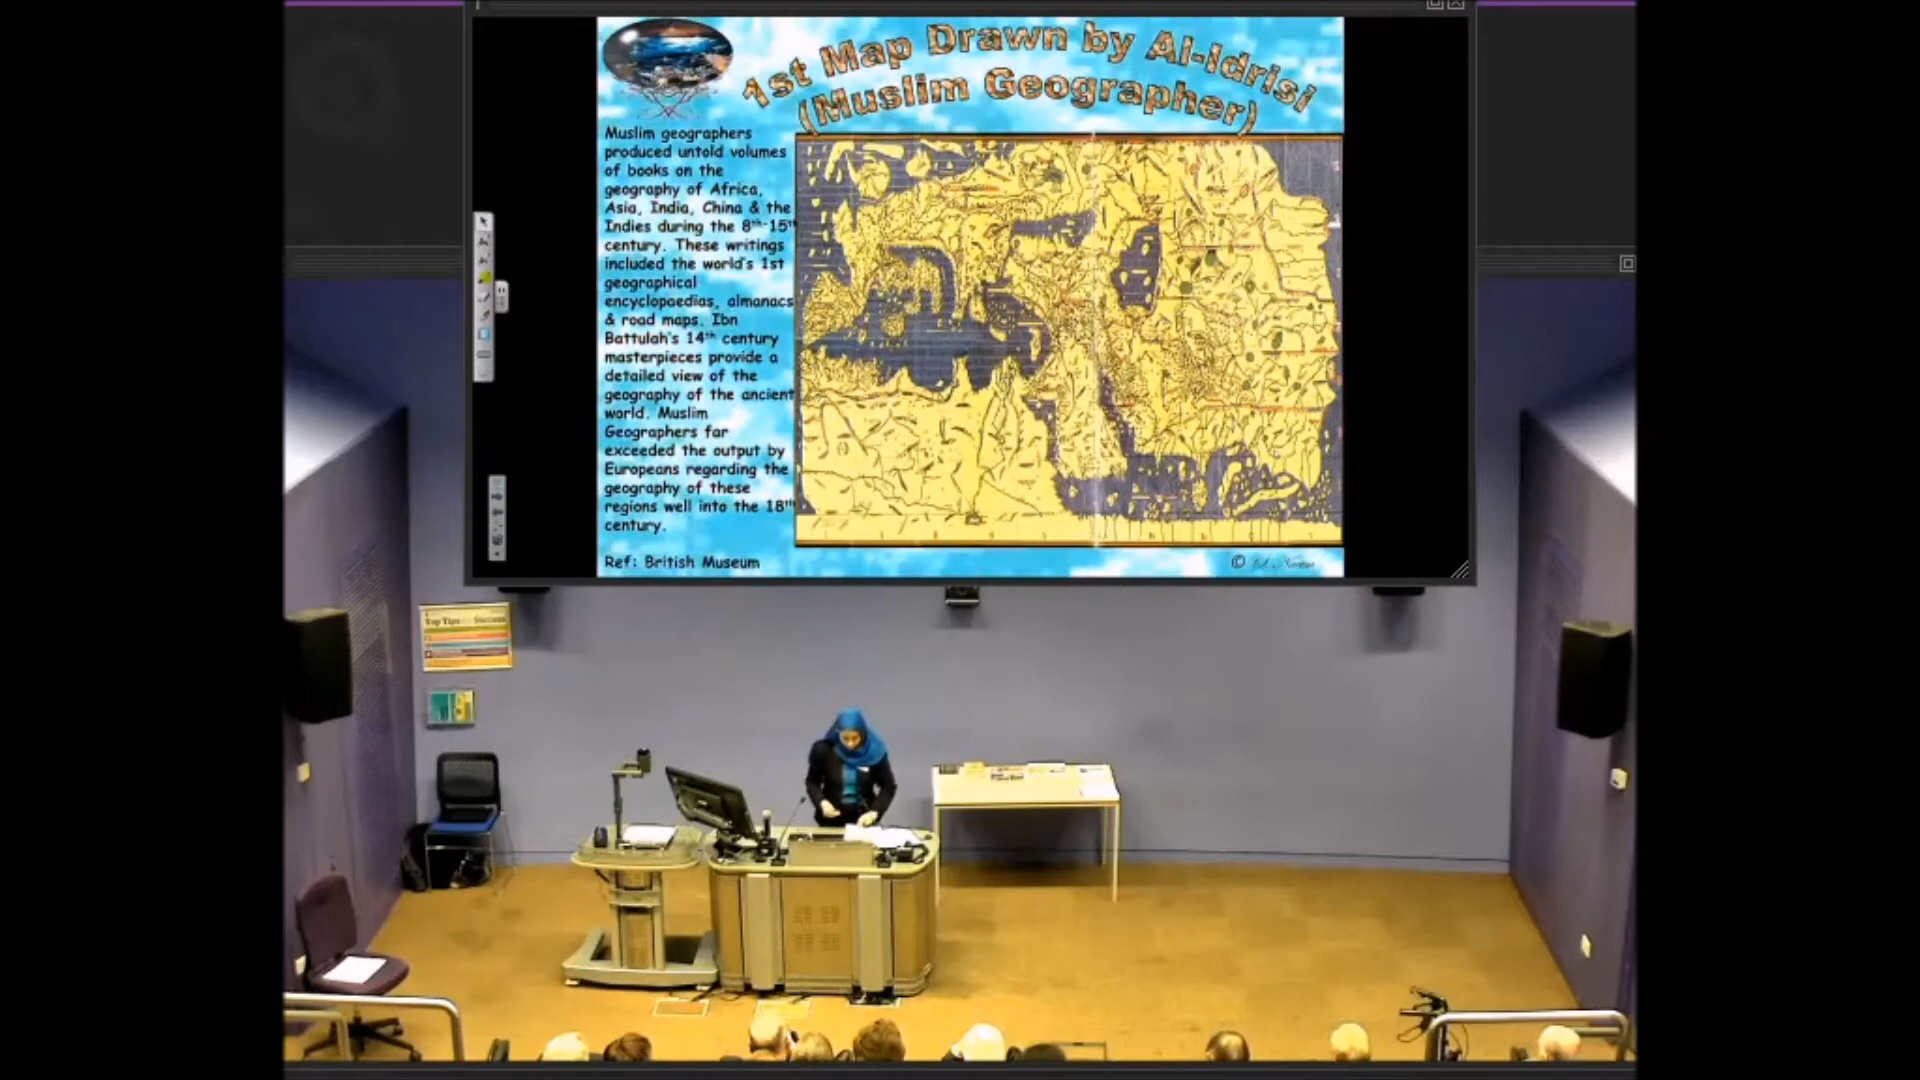 1st Map Drawn by Al-Idrisi
(Muslim Geographer)
Muslim geographers
produced untold volumes
of books on the
geography of Africa,
Asia, India, China & the
Indies during the 8th-15th
century. These writings
included the world's 1st
geographical
encyclopaedias, almanacs
& road maps. Ibn
Battulah's 14th century
masterpieces provide a
detailed view of the
geography of the ancient
world. Muslim
Geographers far
exceeded the output by
Europeans regarding the
geography of these
regions well into the 18th
century.
Ref: British Museum
©
Top Tips Success